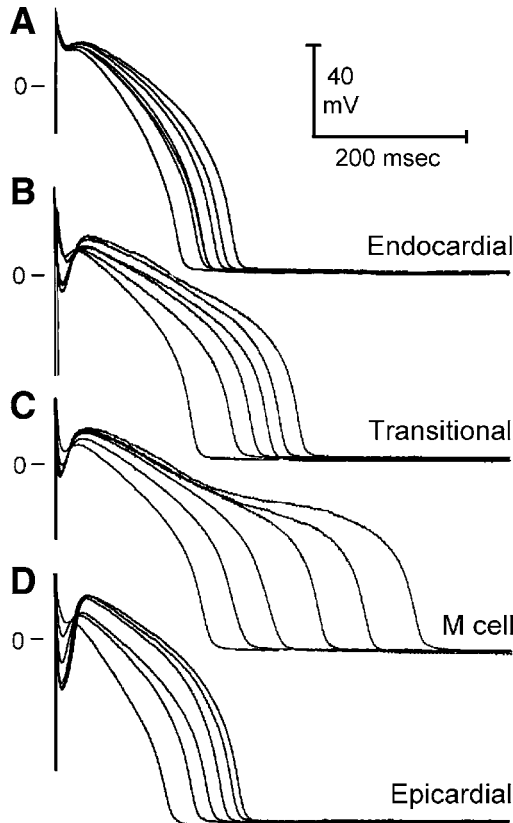 A
0–
40
mV
200 msec
B
Endocardial
0–
C
Transitional
0–
D
M cell
0–
Epicardial